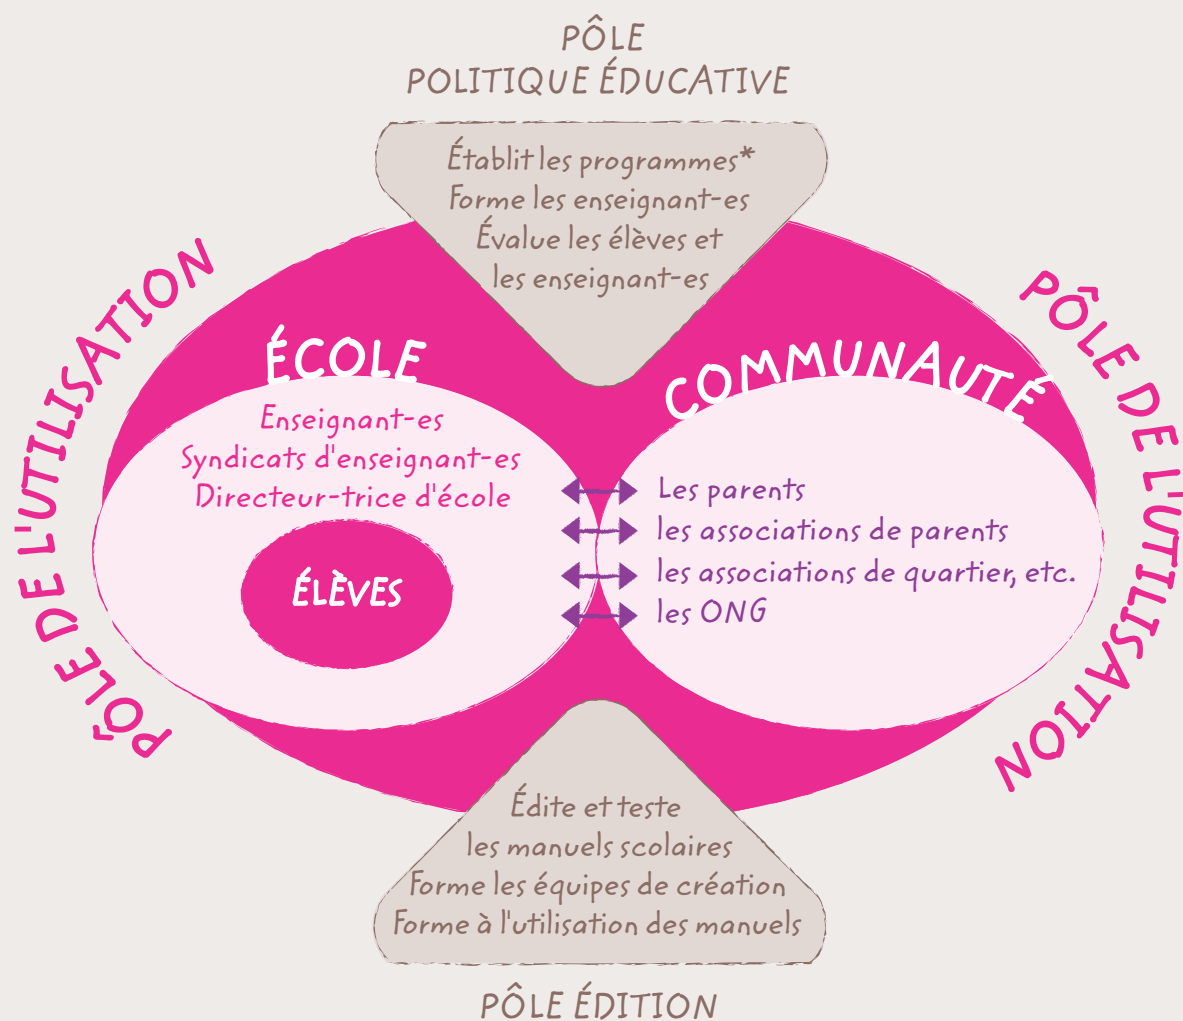 PÔLE
POLITIQUE ÉDUCATIVE
Établit les programmes*
Forme les enseignant-es
Évalue les élèves et
les enseignant-es
PÔLE DE L'UTILISATION
ÉCOLE
Enseignant-es
Syndicats d'enseignant-es
Directeur-trice d'école
ÉLÈVES
COMMUNAUTÉ
Les parents
les associations de parents
les associations de quartier, etc.
les ONG
PÔLE DE L'UTILISATION
Édite et teste
les manuels scolaires
Forme les équipes de création
Forme à l'utilisation des manuels
PÔLE ÉDITION